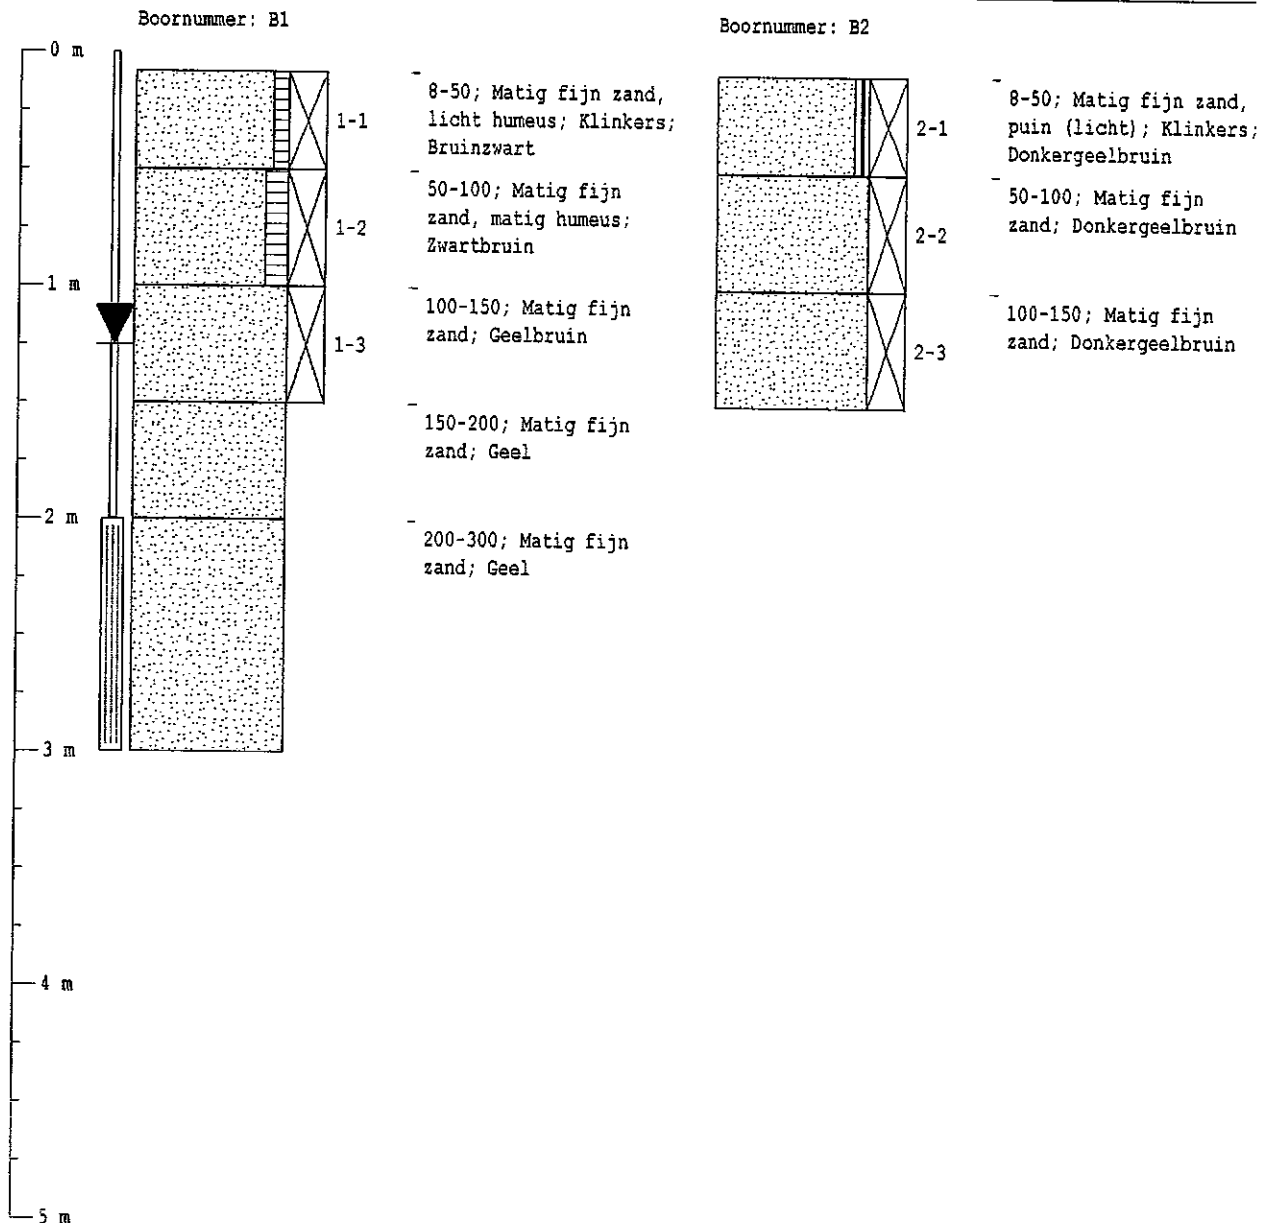 Boornummer: B1
0 m
1 m
2 m
3 m
4 m
5 m
1-1
1-2
1-3
8-50; Matig fijn zand,
licht humeus; Klinkers;
Bruinzwart
50-100; Matig fijn
zand, matig humeus;
Zwartbruin
100-150; Matig fijn
zand; Geelbruin
150-200; Matig fijn
zand; Geel
200-300; Matig fijn
zand; Geel
Boornummer: B2
2-1
2-2
2-3
8-50; Matig fijn zand,
puin (licht); Klinkers;
Donkergeelbruin
50-100; Matig fijn
zand; Donkergeelbruin
100-150; Matig fijn
zand; Donkergeelbruin